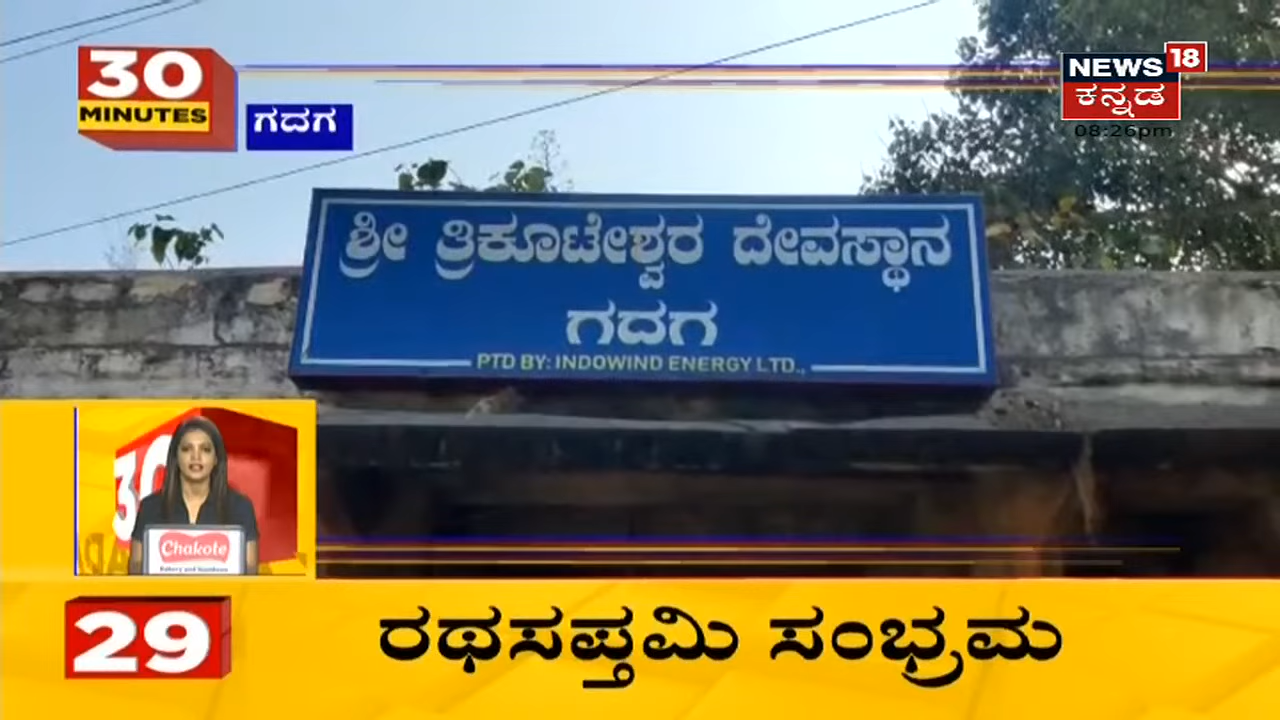 30
MINUTES
ಗದಗ
NEWS 18
ಕನ್ನಡ
08:26pm
ಶ್ರೀ ತ್ರಿಕೂಟೇಶ್ವರ ದೇವಸ್ಥಾನ
ಗದಗ
PTD BY: INDOWIND ENERGY LTD.,
30
Chakote
29
ರಥಸಪ್ತಮಿ ಸಂಭ್ರಮ